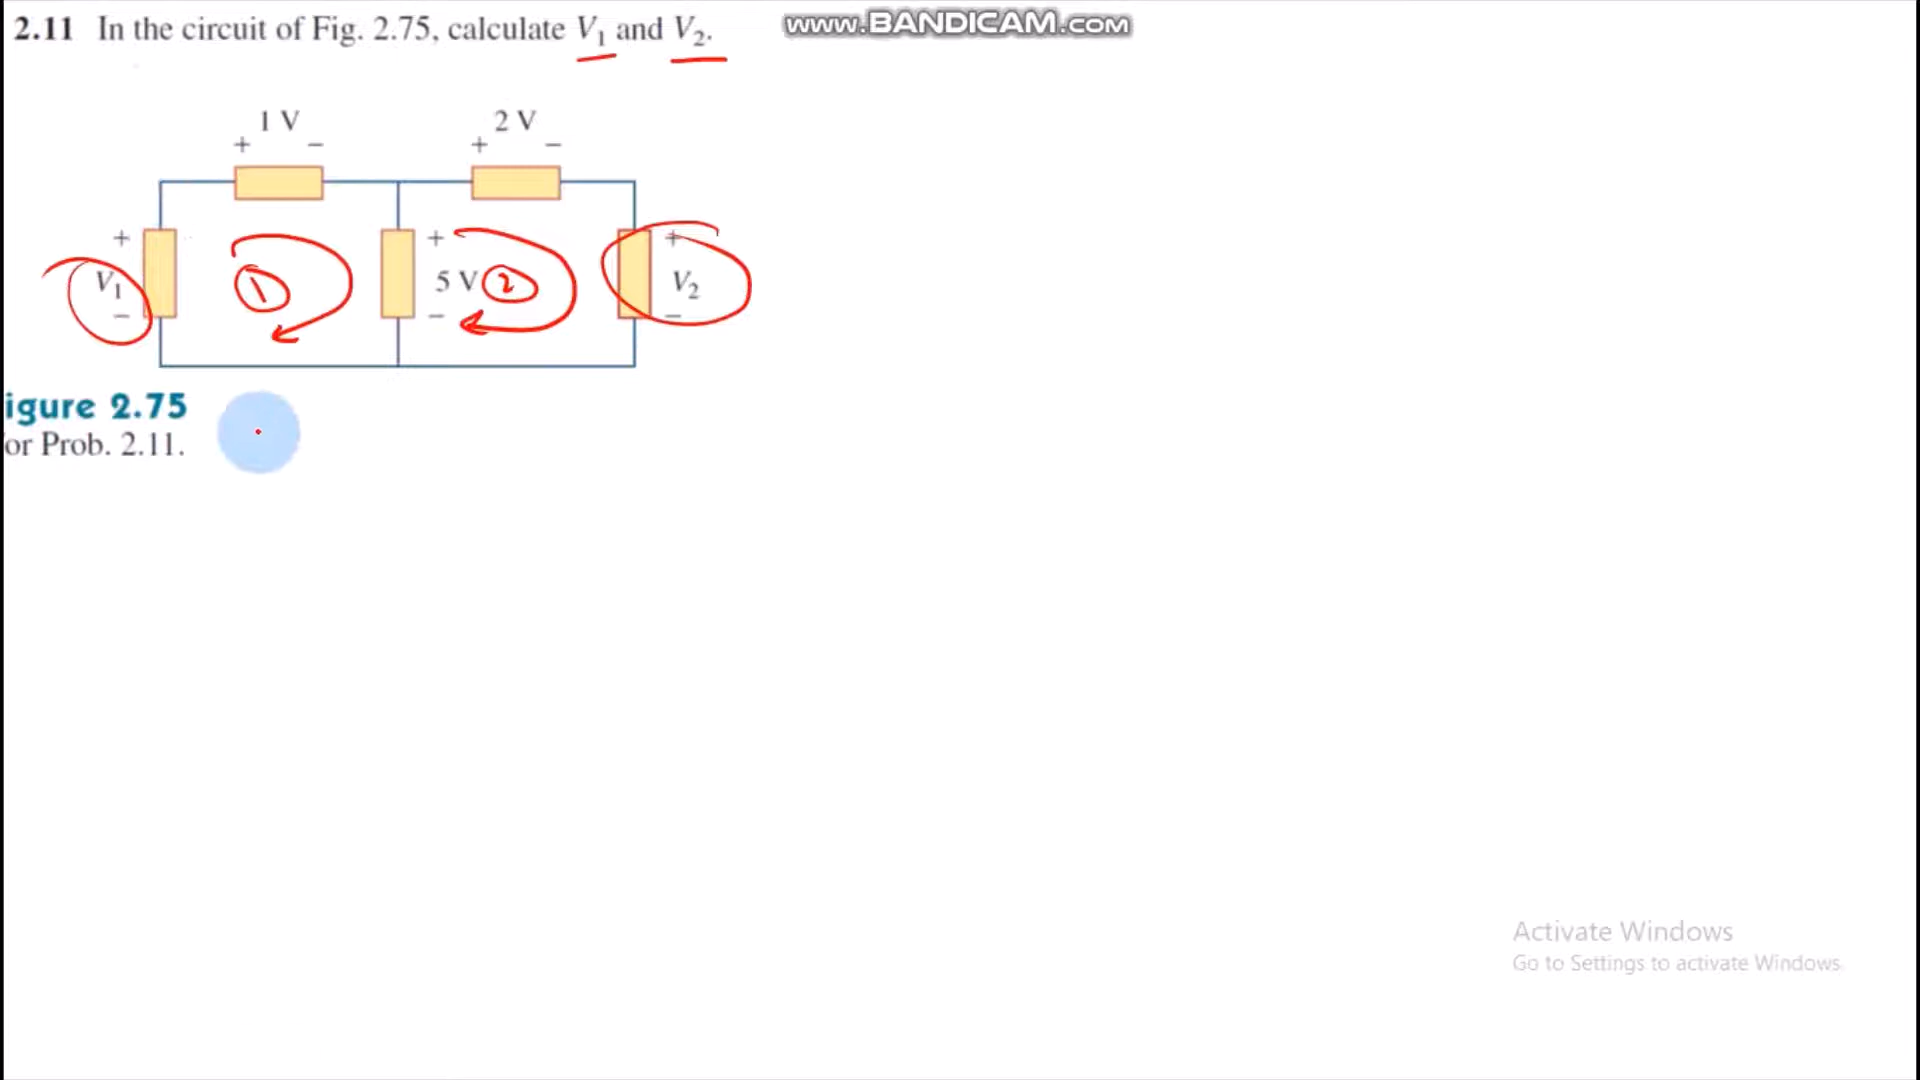 2.11 In the circuit of Fig. 2.75, calculate V₁ and V₂.
www.BANDICAM.com
1 V
2 V
+ −
+ −
+
+
+
V₁
1
5 V
2
V₂
−
−
−
igure 2.75
or Prob. 2.11.
Activate Windows
Go to Settings to activate Windows.